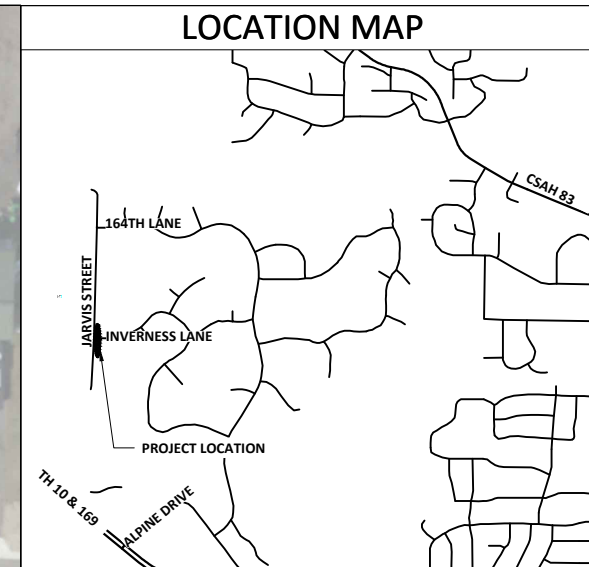 LOCATION MAP
CSAH 83
164TH LANE
JARVIS STREET
INVERNESS LANE
PROJECT LOCATION
TH 10 & 169
ALPINE DRIVE